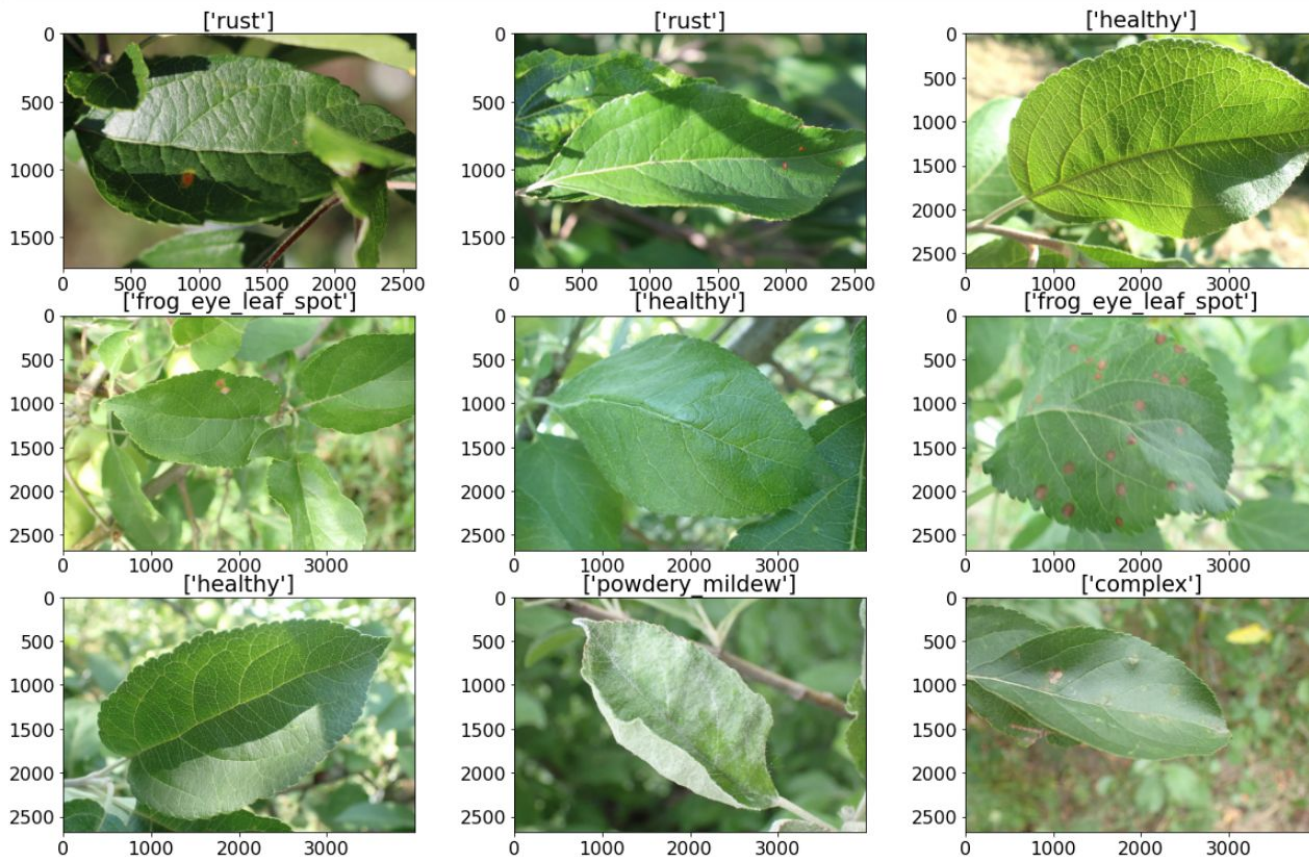 ['rust'] ['rust'] ['healthy']
0 0 0
500 500 500
1000 1000 1000
1500 1500 1500
2000
2500
0 500 1000 1500 2000 2500 0 500 1000 1500 2000 2500 0 1000 2000 3000
['frog_eye_leaf_spot'] ['healthy'] ['frog_eye_leaf_spot']
0 0 0
500 500 500
1000 1000 1000
1500 1500 1500
2000 2000 2000
2500 2500 2500
0 1000 2000 3000 0 1000 2000 3000 0 1000 2000 3000
['healthy'] ['powdery_mildew'] ['complex']
0 0 0
500 500 500
1000 1000 1000
1500 1500 1500
2000 2000 2000
2500 2500 2500
0 1000 2000 3000 0 1000 2000 3000 0 1000 2000 3000